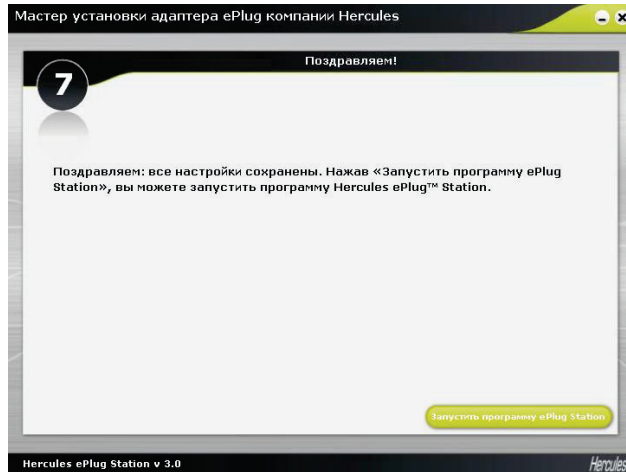 Мастер установки адаптера ePlug компании Hercules
Поздравляем!
7
Поздравляем: все настройки сохранены. Нажав «Запустить программу ePlug
Station», вы можете запустить программу Hercules ePlug™ Station.
Запустить программу ePlug Station
Hercules ePlug Station v 3.0
Hercules